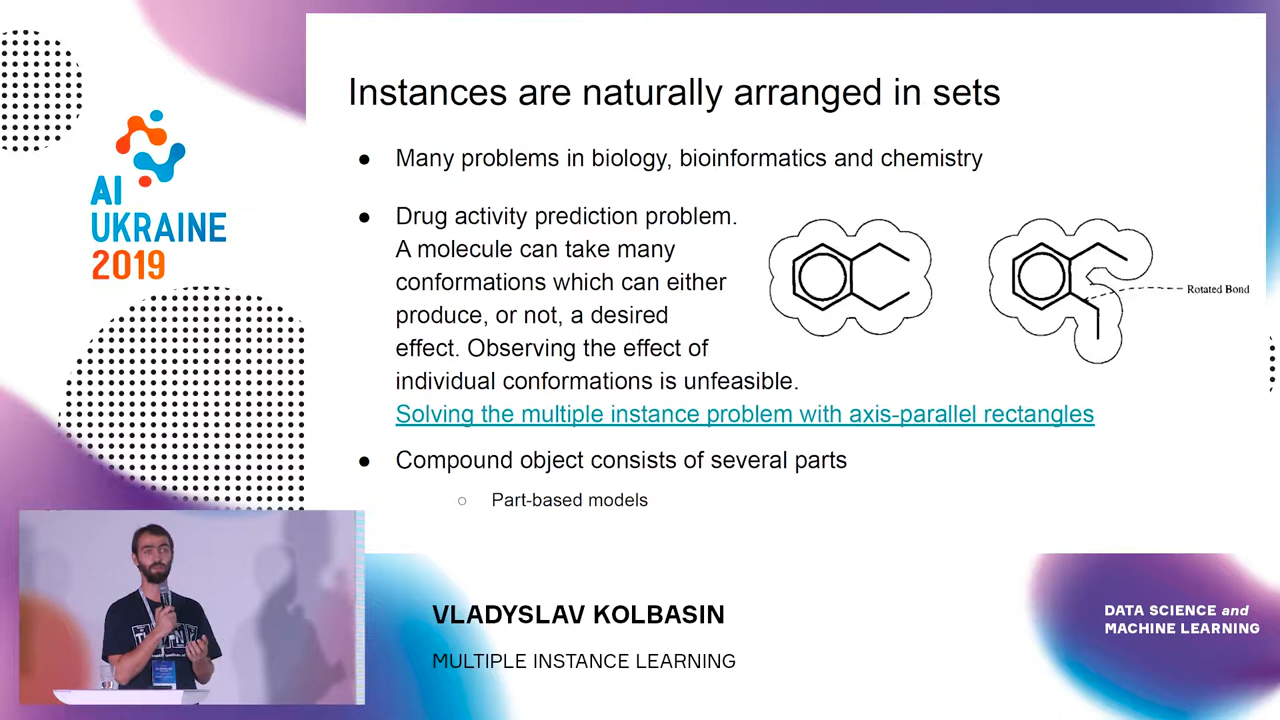 Instances are naturally arranged in sets
● Many problems in biology, bioinformatics and chemistry
● Drug activity prediction problem.
A molecule can take many
conformations which can either
produce, or not, a desired
effect. Observing the effect of
individual conformations is unfeasible.
Solving the multiple instance problem with axis-parallel rectangles
● Compound object consists of several parts
○ Part-based models
Rotated Bond
AI
UKRAINE
2019
VLADYSLAV KOLBASIN
MULTIPLE INSTANCE LEARNING
DATA SCIENCE and
MACHINE LEARNING